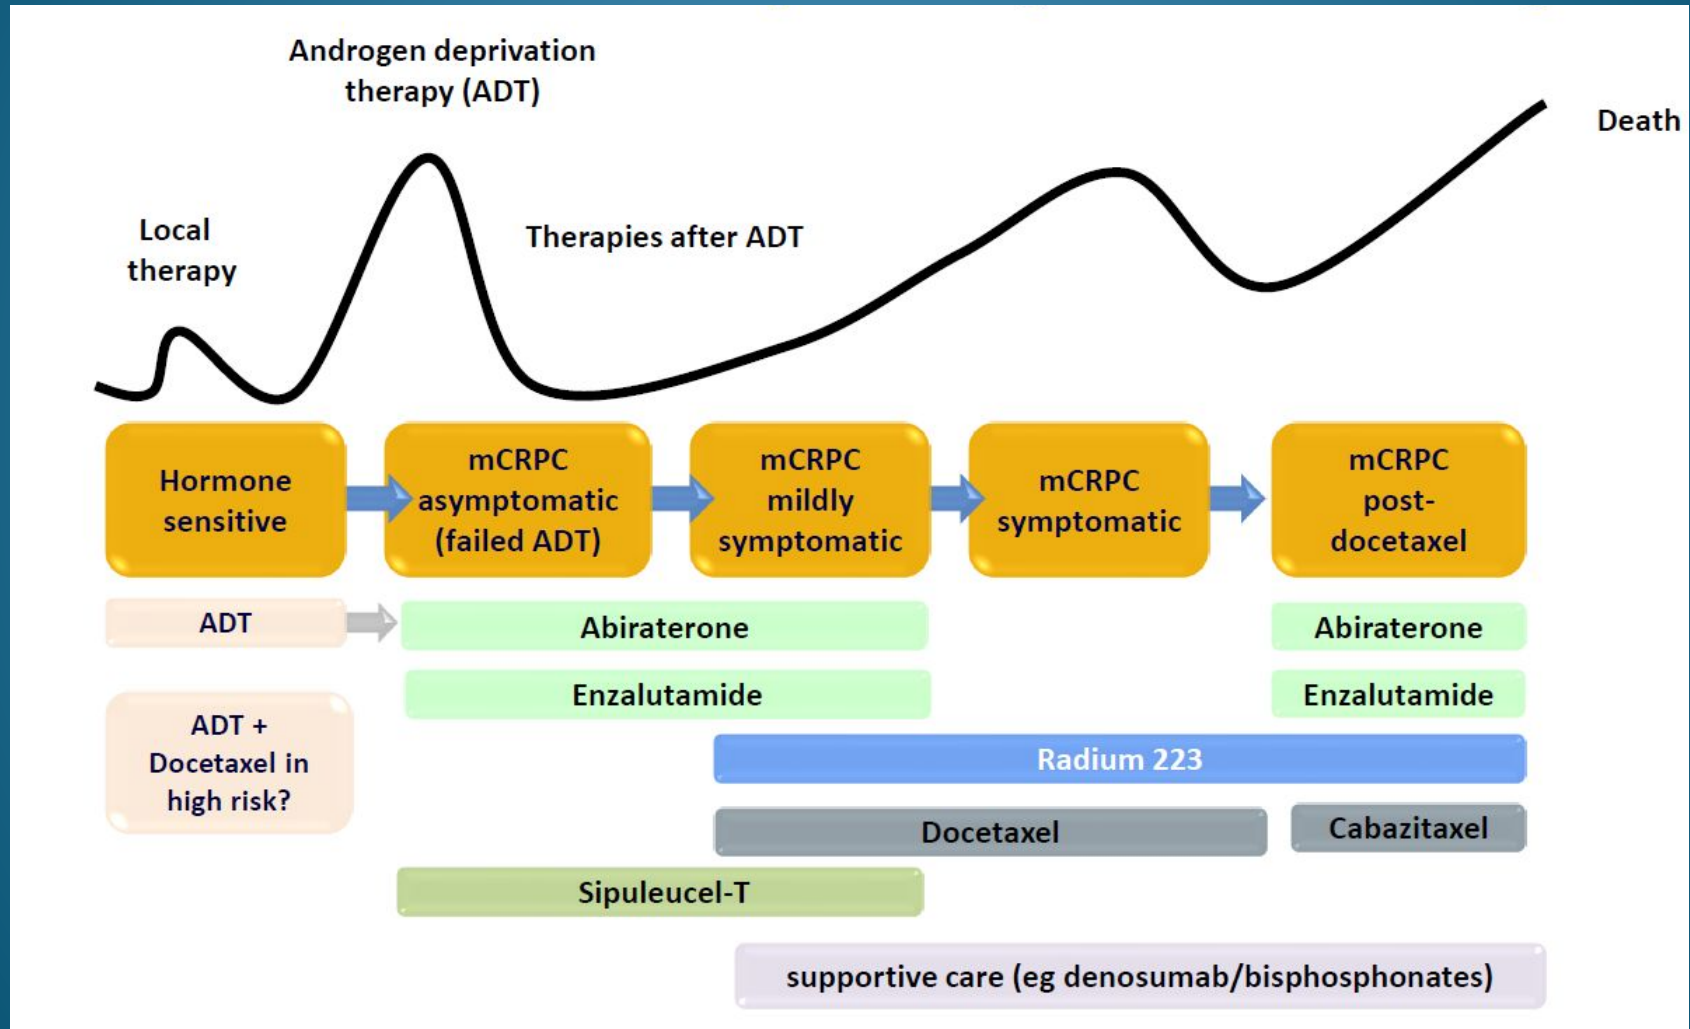 Androgen deprivation
therapy (ADT)
Death
Local
therapy
Therapies after ADT
Hormone
sensitive
mCRPC
asymptomatic
(failed ADT)
mCRPC
mildly
symptomatic
mCRPC
symptomatic
mCRPC
post-
docetaxel
ADT
Abiraterone
Abiraterone
Enzalutamide
Enzalutamide
ADT +
Docetaxel in
high risk?
Radium 223
Docetaxel
Cabazitaxel
Sipuleucel-T
supportive care (eg denosumab/bisphosphonates)